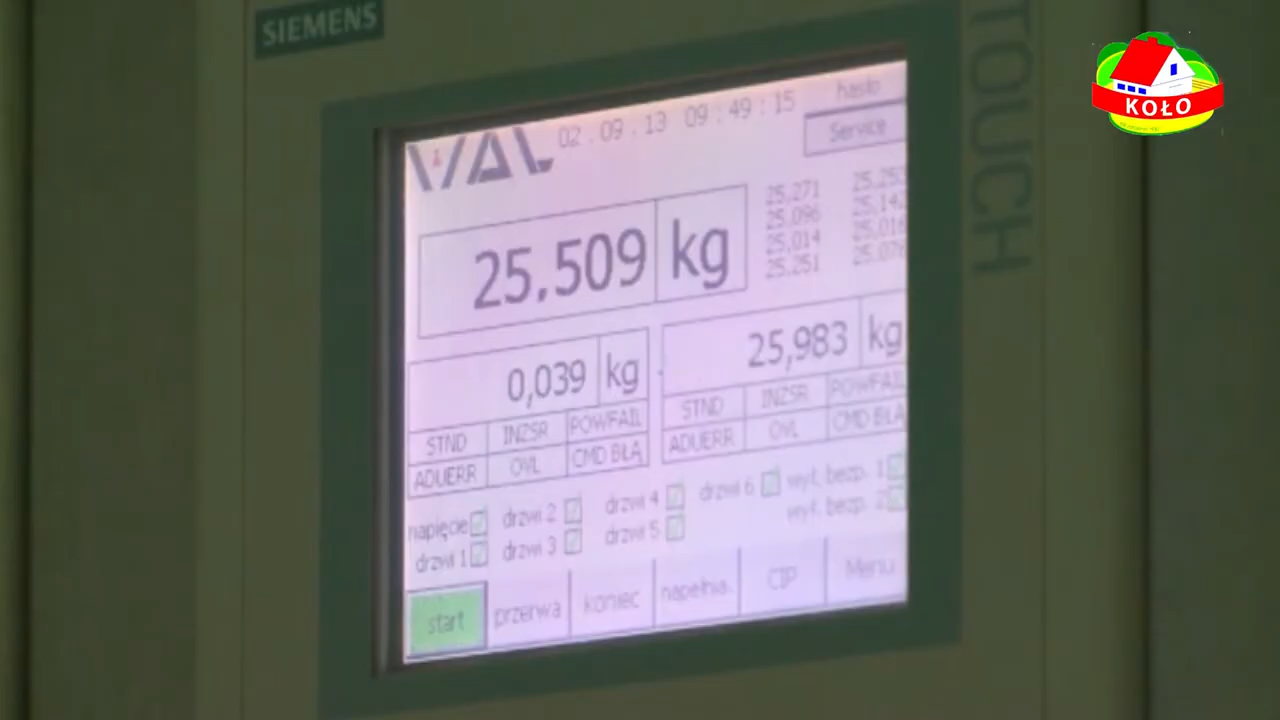 SIEMENS
TOUCH
KOŁO
02.09.13 09:49:15
hasło
Service
VAL
25.509 kg
25,271
25,096
25,014
25,251
0,039 kg
25,983 kg
STND INZSR POWFAIL
ADUERR OVL CMD BŁĄ
STND INZSR POWFAIL
ADUERR OVL CMD BŁĄ
napięcie drzwi 2 drzwi 4 drzwi 6 wył. bezp. 1
drzwi 1 drzwi 3 drzwi 5 wył. bezp. 2
start przerwa koniec napełnia. CIP Menu